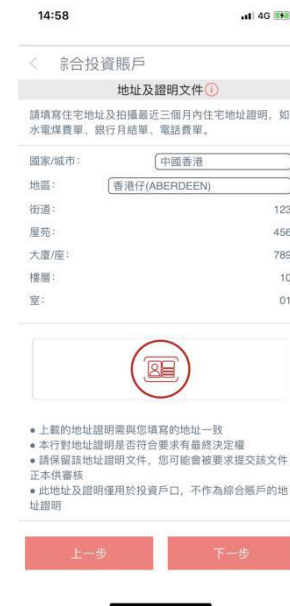 14:58
4G
綜合投資賬戶
地址及證明文件
請填寫住宅地址及拍攝最近三個月內住宅地址證明，如
水電煤費單、銀行月結單、電話費單。
國家/城市： 中國香港
地區： 香港仔(ABERDEEN)
街道： 123
屋苑： 456
大廈/座： 789
樓層： 10
室： 01
● 上載的地址證明需與您填寫的地址一致
● 本行對地址證明是否符合要求有最終決定權
● 請保留該地址證明文件，您可能會被要求提交該文件
正本供審核
● 此地址及證明僅用於投資戶口，不作為綜合賬戶的地
址證明
上一步 下一步